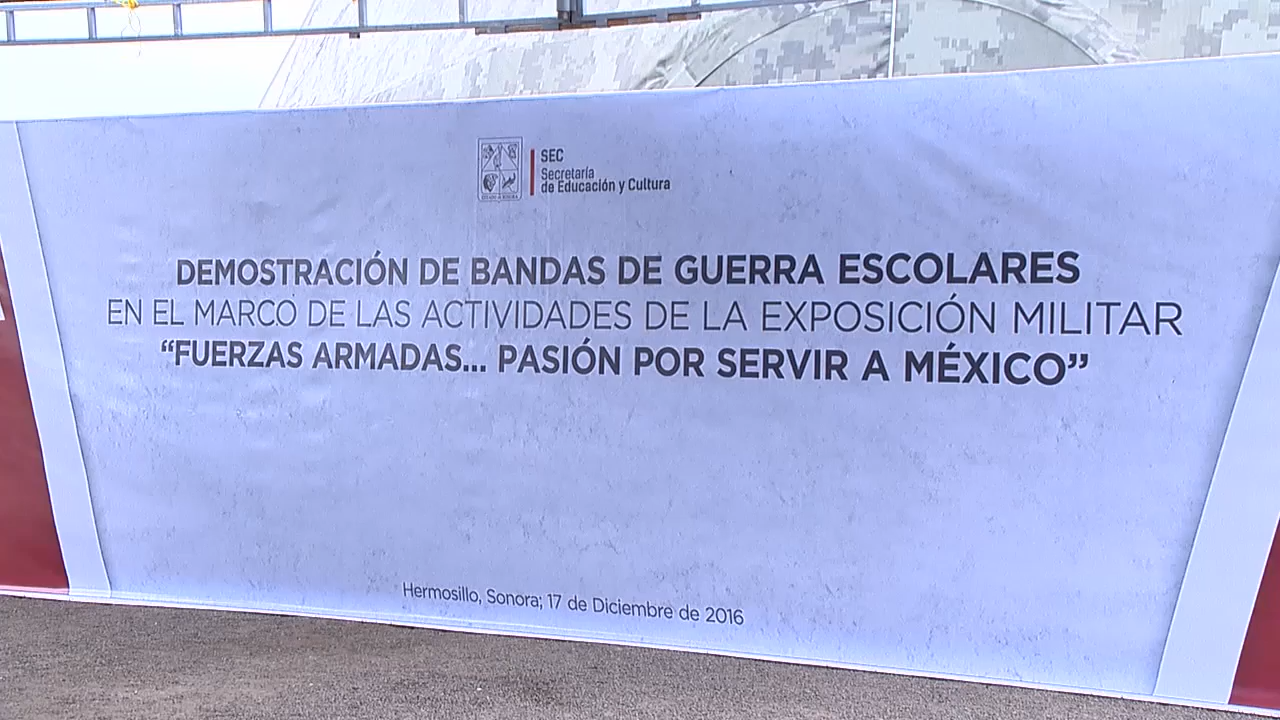 SEC
Secretaría
de Educación y Cultura
DEMOSTRACIÓN DE BANDAS DE GUERRA ESCOLARES
EN EL MARCO DE LAS ACTIVIDADES DE LA EXPOSICIÓN MILITAR
“FUERZAS ARMADAS... PASIÓN POR SERVIR A MÉXICO”
Hermosillo, Sonora; 17 de Diciembre de 2016